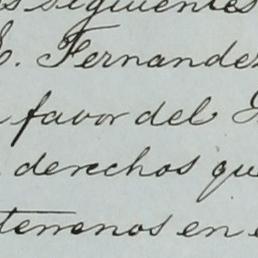 siguientes
E. Fernandez
favor del
derechos que
terrenos en